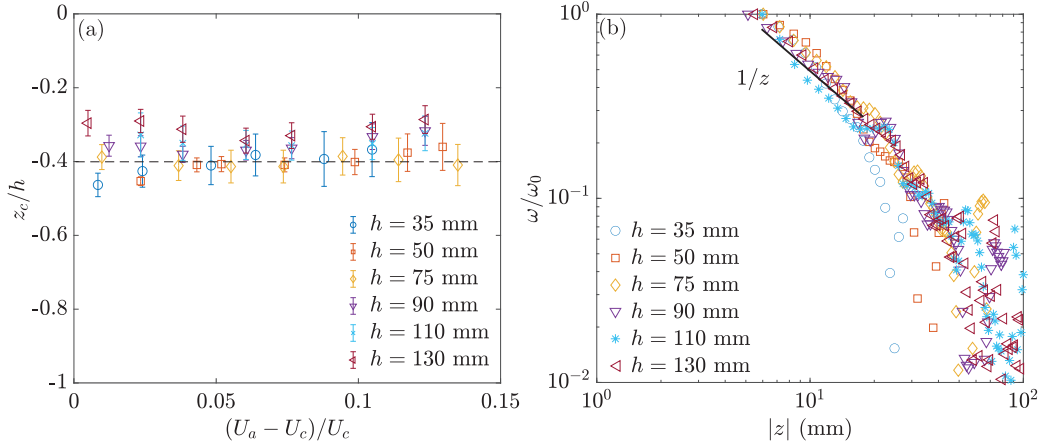 (a)
0
-0.2
-0.4
-0.6
-0.8
-1
z_c/h
0
0.05
0.1
0.15
(U_a − U_c)/U_c
h = 35 mm
h = 50 mm
h = 75 mm
h = 90 mm
h = 110 mm
h = 130 mm
(b)
10^0
10^-1
10^-2
ω/ω_0
1/z
h = 35 mm
h = 50 mm
h = 75 mm
h = 90 mm
h = 110 mm
h = 130 mm
10^0
10^1
10^2
|z| (mm)